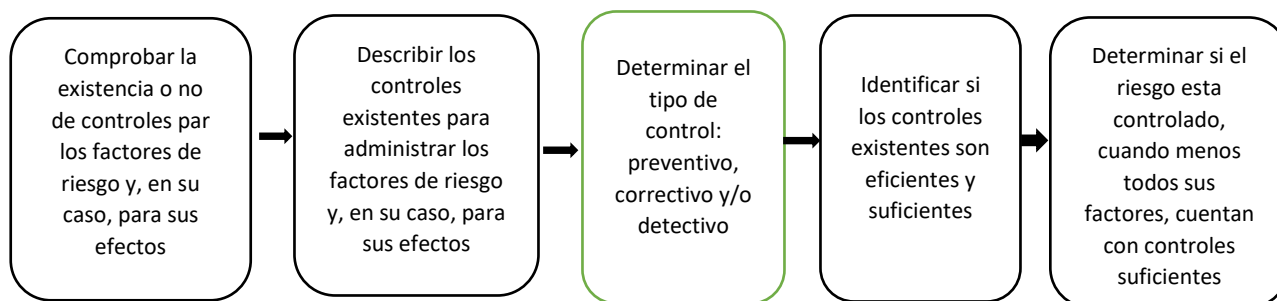 Comprobar la
existencia o no
de controles par
los factores de
riesgo y, en su
caso, para sus
efectos
Describir los
controles
existentes para
administrar los
factores de riesgo
y, en su caso, para
sus efectos
Determinar el
tipo de
control:
preventivo,
correctivo y/o
detectivo
Identificar si
los controles
existentes son
eficientes y
suficientes
Determinar si el
riesgo esta
controlado,
cuando menos
todos sus
factores, cuentan
con controles
suficientes